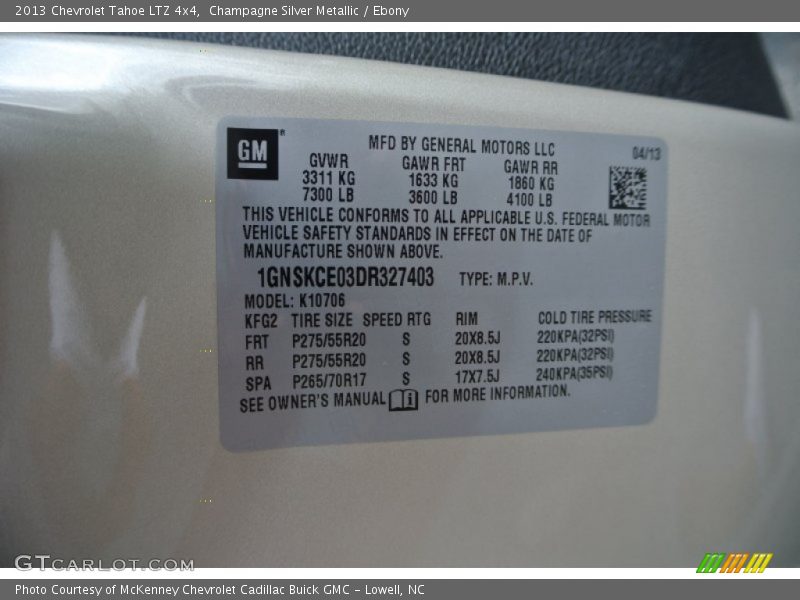 2013 Chevrolet Tahoe LTZ 4x4,  Champagne Silver Metallic / Ebony
GM
MFD BY GENERAL MOTORS LLC
04/13
GVWR GAWR FRT GAWR RR
3311 KG 1633 KG 1860 KG
7300 LB 3600 LB 4100 LB
THIS VEHICLE CONFORMS TO ALL APPLICABLE U.S. FEDERAL MOTOR
VEHICLE SAFETY STANDARDS IN EFFECT ON THE DATE OF
MANUFACTURE SHOWN ABOVE.
1GNSKCE03DR327403 TYPE: M.P.V.
MODEL: K10706
KFG2 TIRE SIZE SPEED RTG RIM COLD TIRE PRESSURE
FRT P275/55R20 S 20X8.5J 220KPA(32PSI)
RR P275/55R20 S 20X8.5J 220KPA(32PSI)
SPA P265/70R17 S 17X7.5J 240KPA(35PSI)
SEE OWNER'S MANUAL FOR MORE INFORMATION.
GTCARLOT.COM
Photo Courtesy of McKenney Chevrolet Cadillac Buick GMC - Lowell, NC